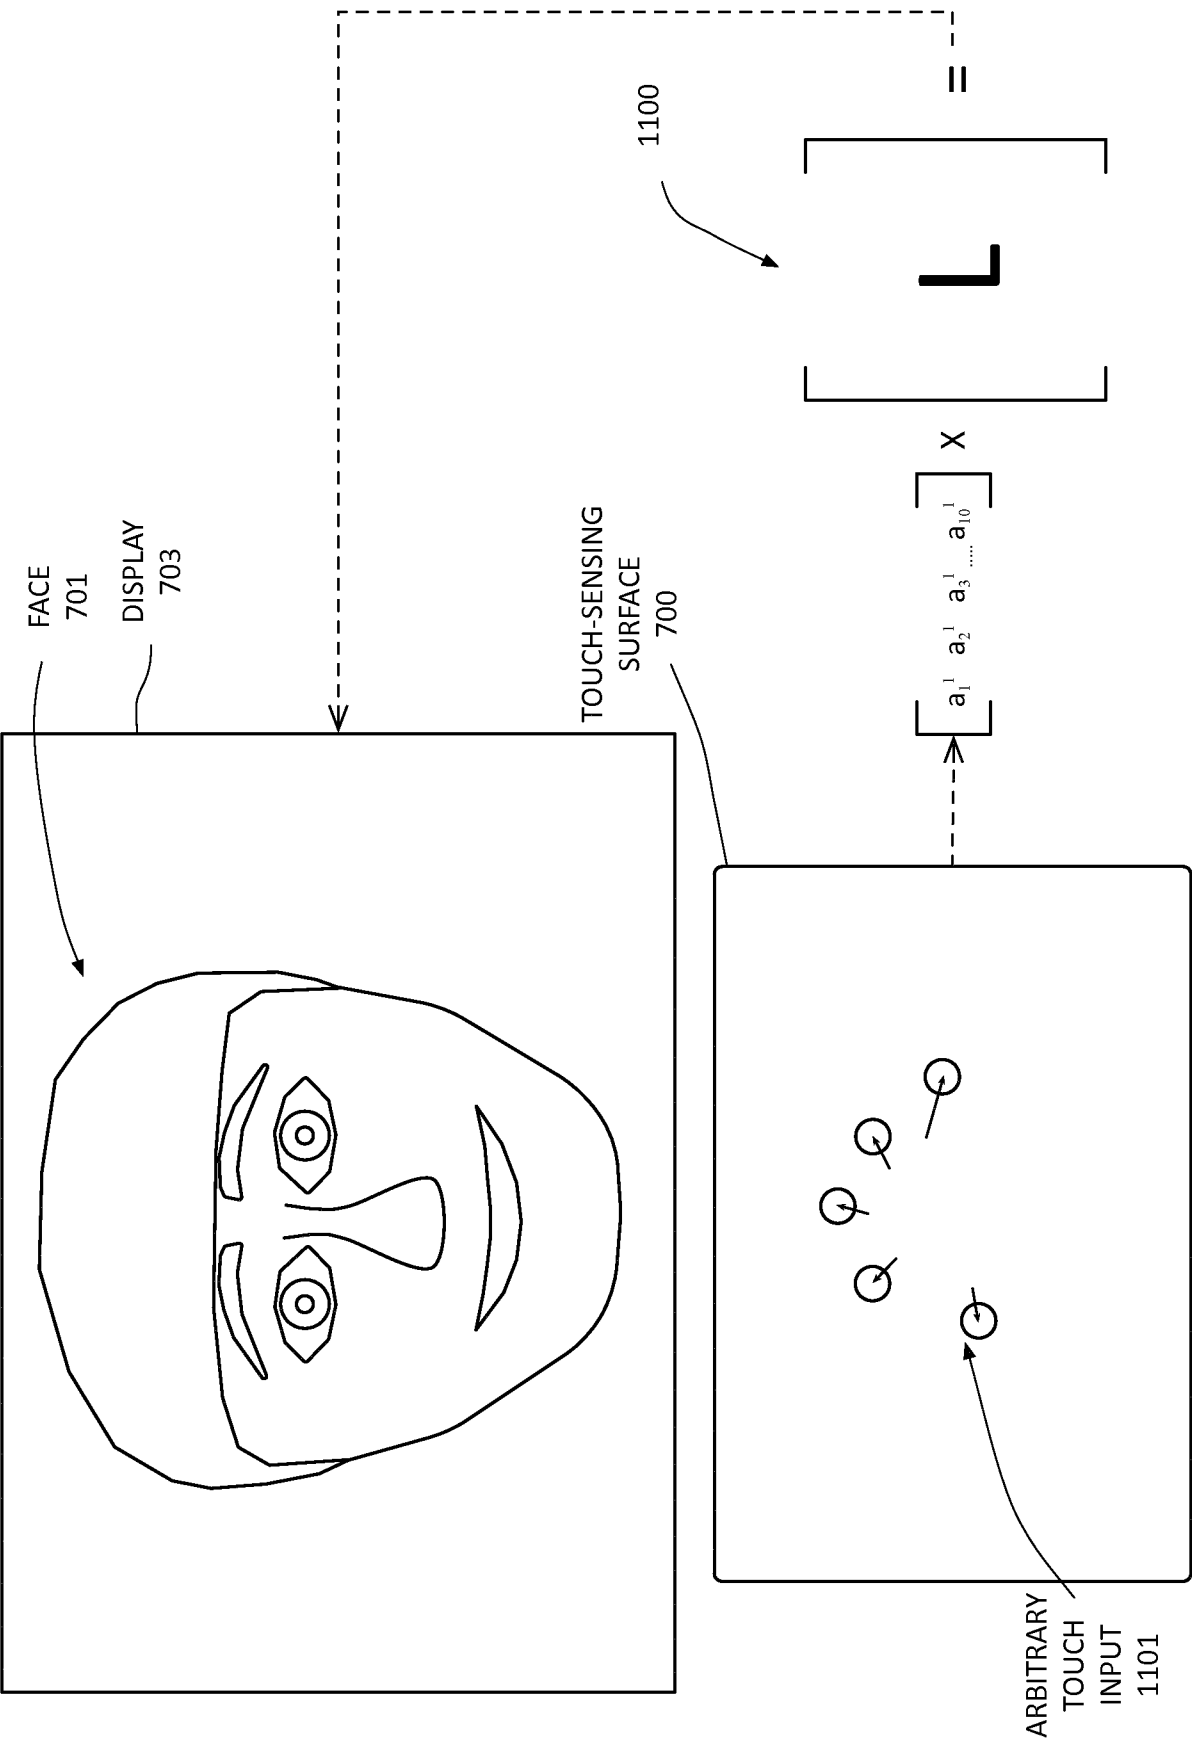 FACE
701
DISPLAY
703
TOUCH-SENSING
SURFACE
700
1100
a₁¹ a₂¹ a₃¹ ..... a₁₀¹ X L =
ARBITRARY
TOUCH
INPUT
1101